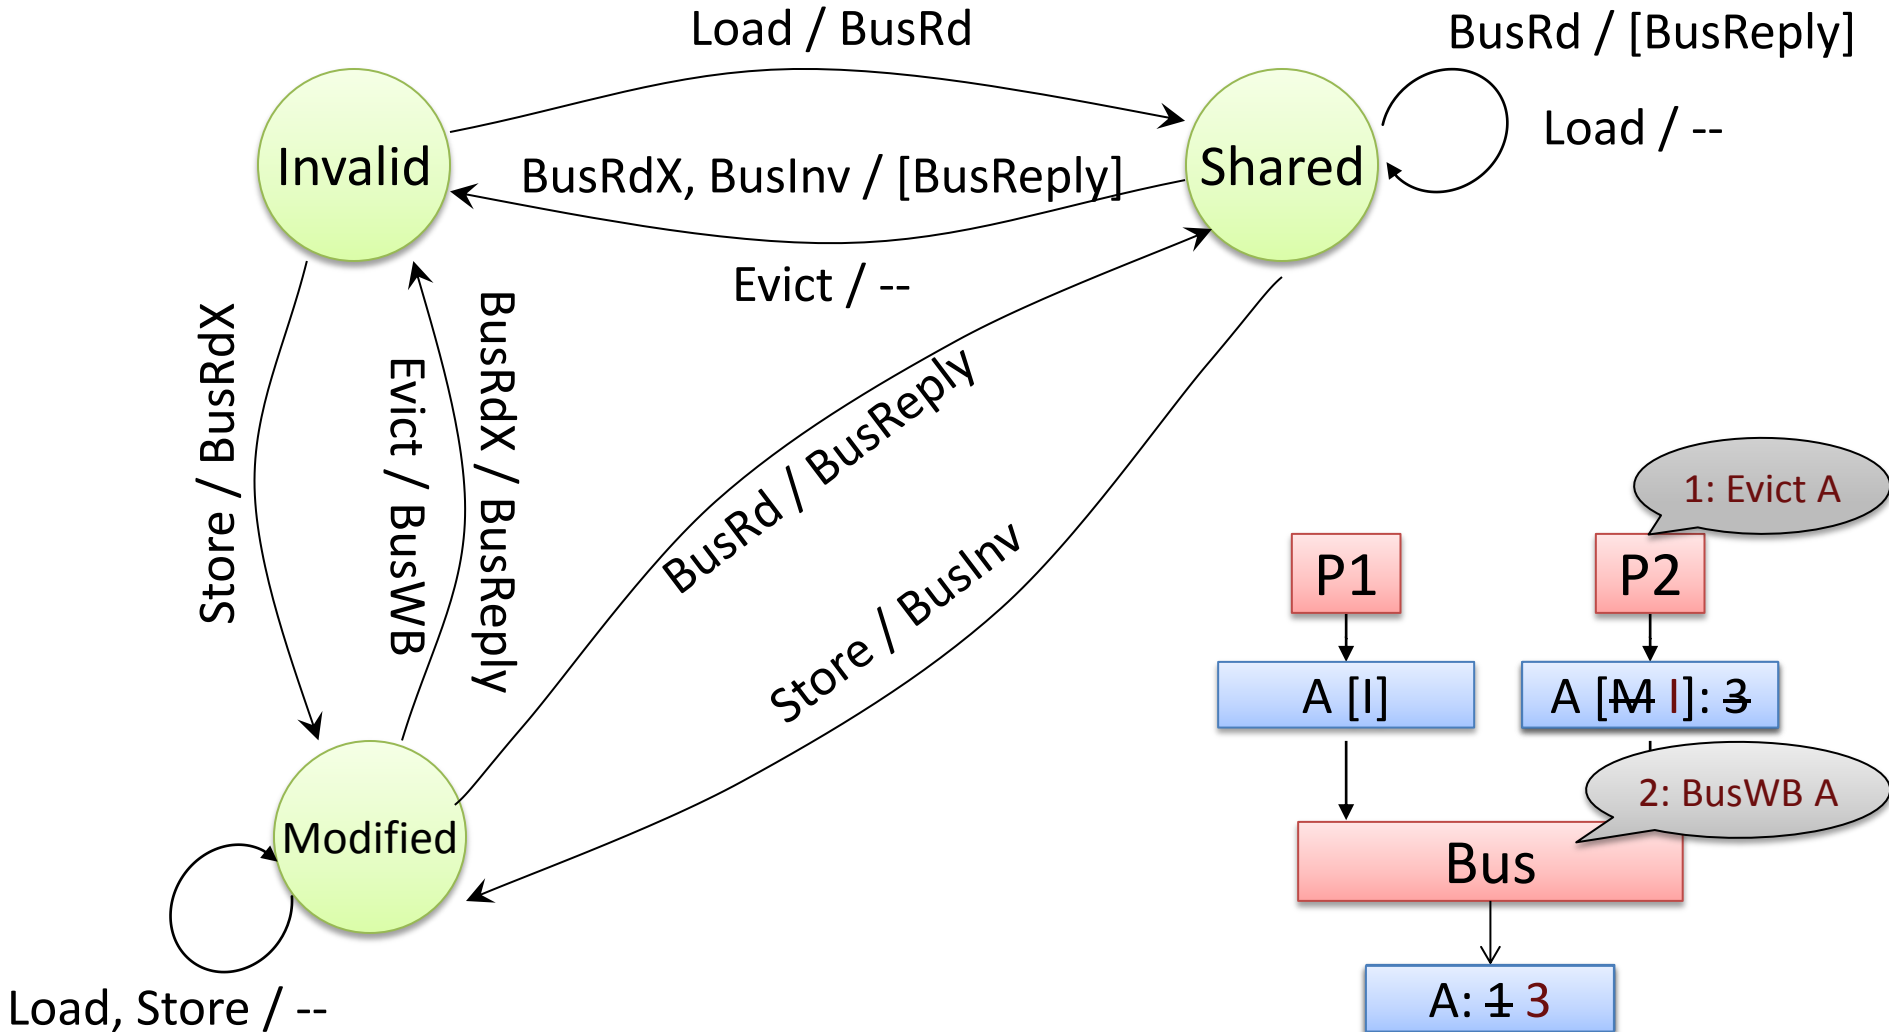 Load / BusRd
BusRd / [BusReply]
Load / --
Invalid
Shared
BusRdX, BusInv / [BusReply]
Evict / --
Store / BusRdX
Evict / BusWB
BusRdX / BusReply
BusRd / BusReply
Store / BusInv
Modified
Load, Store / --
1: Evict A
P1
P2
A [I]
A [M I]: 3
2: BusWB A
Bus
A: 1 3